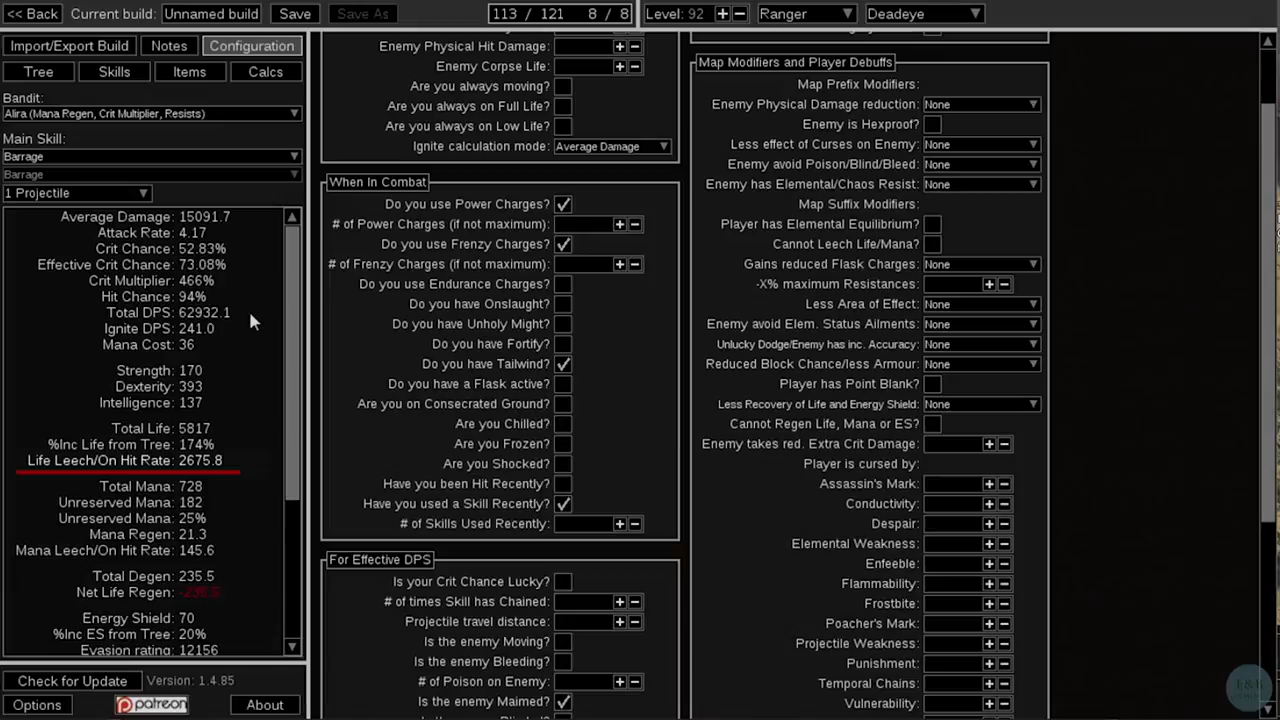 << Back
Current build:
Unnamed build
Save
Save As
113 / 121 8 / 8
Level: 92
+
−
Ranger
Deadeye
Import/Export Build
Notes
Configuration
Tree
Skills
Items
Calcs
Bandit:
Alira (Mana Regen, Crit Multiplier, Resists)
Main Skill:
Barrage
Barrage
1 Projectile
Average Damage: 15091.7
Attack Rate: 4.17
Crit Chance: 52.83%
Effective Crit Chance: 73.08%
Crit Multiplier: 466%
Hit Chance: 94%
Total DPS: 62932.1
Ignite DPS: 241.0
Mana Cost: 36
Strength: 170
Dexterity: 393
Intelligence: 137
Total Life: 5817
%Inc Life from Tree: 174%
Life Leech/On Hit Rate: 2675.8
Total Mana: 728
Unreserved Mana: 182
Unreserved Mana: 25%
Mana Regen: 21.3
Mana Leech/On Hit Rate: 145.6
Total Degen: 235.5
Net Life Regen: -235.5
Energy Shield: 70
%Inc ES from Tree: 20%
Evasion rating: 12156
Check for Update
Version: 1.4.85
Options
patreon
About
Enemy Physical Hit Damage:
Enemy Corpse Life:
Are you always moving?
Are you always on Full Life?
Are you always on Low Life?
Ignite calculation mode: Average Damage
When In Combat
Do you use Power Charges?
# of Power Charges (if not maximum):
Do you use Frenzy Charges?
# of Frenzy Charges (if not maximum):
Do you use Endurance Charges?
Do you have Onslaught?
Do you have Unholy Might?
Do you have Fortify?
Do you have Tailwind?
Do you have a Flask active?
Are you on Consecrated Ground?
Are you Chilled?
Are you Frozen?
Are you Shocked?
Have you been Hit Recently?
Have you used a Skill Recently?
# of Skills Used Recently:
For Effective DPS
Is your Crit Chance Lucky?
# of times Skill has Chained:
Projectile travel distance:
Is the enemy Moving?
Is the enemy Bleeding?
# of Poison on Enemy:
Is the enemy Maimed?
Map Modifiers and Player Debuffs
Map Prefix Modifiers:
Enemy Physical Damage reduction: None
Enemy is Hexproof?
Less effect of Curses on Enemy: None
Enemy avoid Poison/Blind/Bleed: None
Enemy has Elemental/Chaos Resist: None
Map Suffix Modifiers:
Player has Elemental Equilibrium?
Cannot Leech Life/Mana?
Gains reduced Flask Charges: None
-X% maximum Resistances:
Less Area of Effect: None
Enemy avoid Elem. Status Ailments: None
Unlucky Dodge/Enemy has inc. Accuracy: None
Reduced Block Chance/less Armour: None
Player has Point Blank?
Less Recovery of Life and Energy Shield: None
Cannot Regen Life, Mana or ES?
Enemy takes red. Extra Crit Damage:
Player is cursed by:
Assassin's Mark:
Conductivity:
Despair:
Elemental Weakness:
Enfeeble:
Flammability:
Frostbite:
Poacher's Mark:
Projectile Weakness:
Punishment:
Temporal Chains:
Vulnerability: